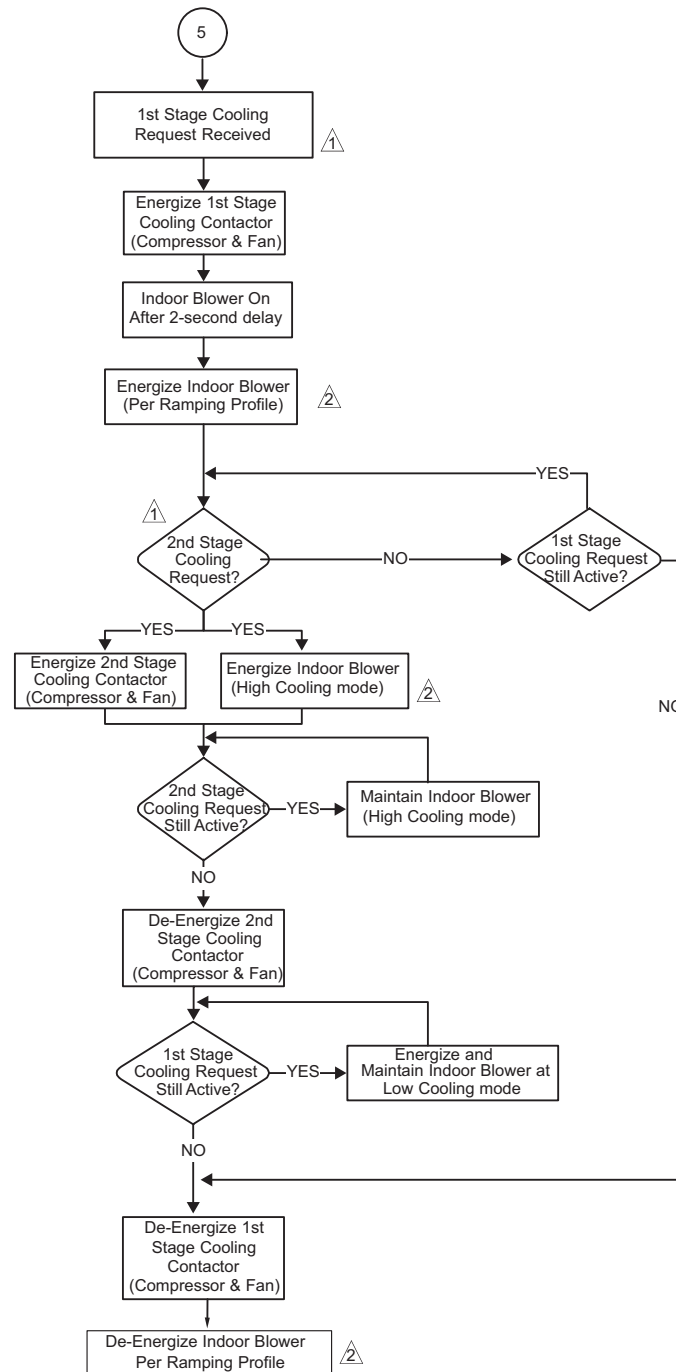 5
1st Stage Cooling
Request Received
1
Energize 1st Stage
Cooling Contactor
(Compressor & Fan)
Indoor Blower On
After 2-second delay
Energize Indoor Blower
(Per Ramping Profile)
2
YES
1
2nd Stage
Cooling
Request?
NO
1st Stage
Cooling Request
Still Active?
YES
YES
Energize 2nd Stage
Cooling Contactor
(Compressor & Fan)
Energize Indoor Blower
(High Cooling mode)
2
NO
2nd Stage
Cooling Request
Still Active?
YES
Maintain Indoor Blower
(High Cooling mode)
NO
De-Energize 2nd
Stage Cooling
Contactor
(Compressor & Fan)
1st Stage
Cooling Request
Still Active?
YES
Energize and
Maintain Indoor Blower at
Low Cooling mode
NO
De-Energize 1st
Stage Cooling
Contactor
(Compressor & Fan)
De-Energize Indoor Blower
Per Ramping Profile
2